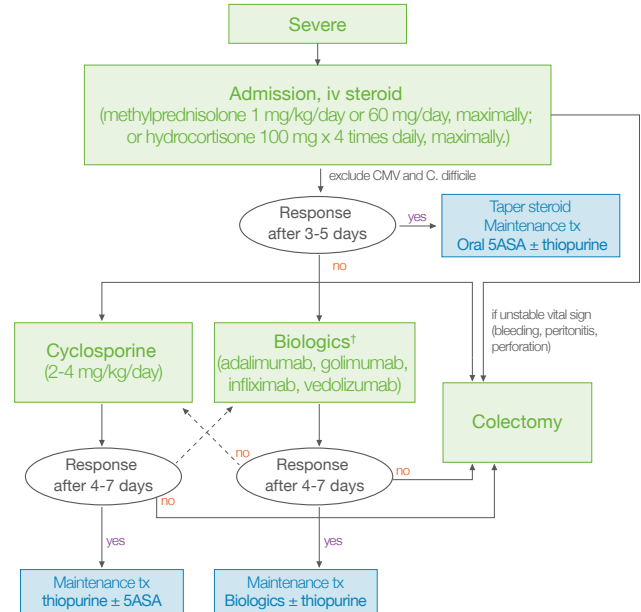 Severe
Admission, iv steroid
(methylprednisolone 1 mg/kg/day or 60 mg/day, maximally;
or hydrocortisone 100 mg x 4 times daily, maximally.)
exclude CMV and C. difficile
Response
after 3-5 days
yes
Taper steroid
Maintenance tx
Oral 5ASA ± thiopurine
no
if unstable vital sign
(bleeding, peritonitis,
perforation)
Cyclosporine
(2-4 mg/kg/day)
Biologics†
(adalimumab, golimumab,
infliximab, vedolizumab)
Colectomy
Response
after 4-7 days
no
Response
after 4-7 days
no
no
yes
yes
Maintenance tx
thiopurine ± 5ASA
Maintenance tx
Biologics ± thiopurine